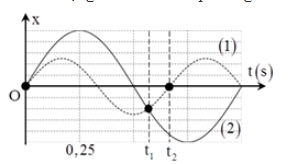 x
(1)
t(s)
O
(2)
0,25 t₁ t₂